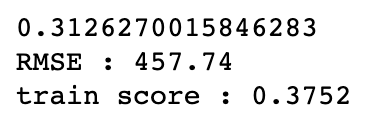 0.3126270015846283
RMSE : 457.74
train score : 0.3752